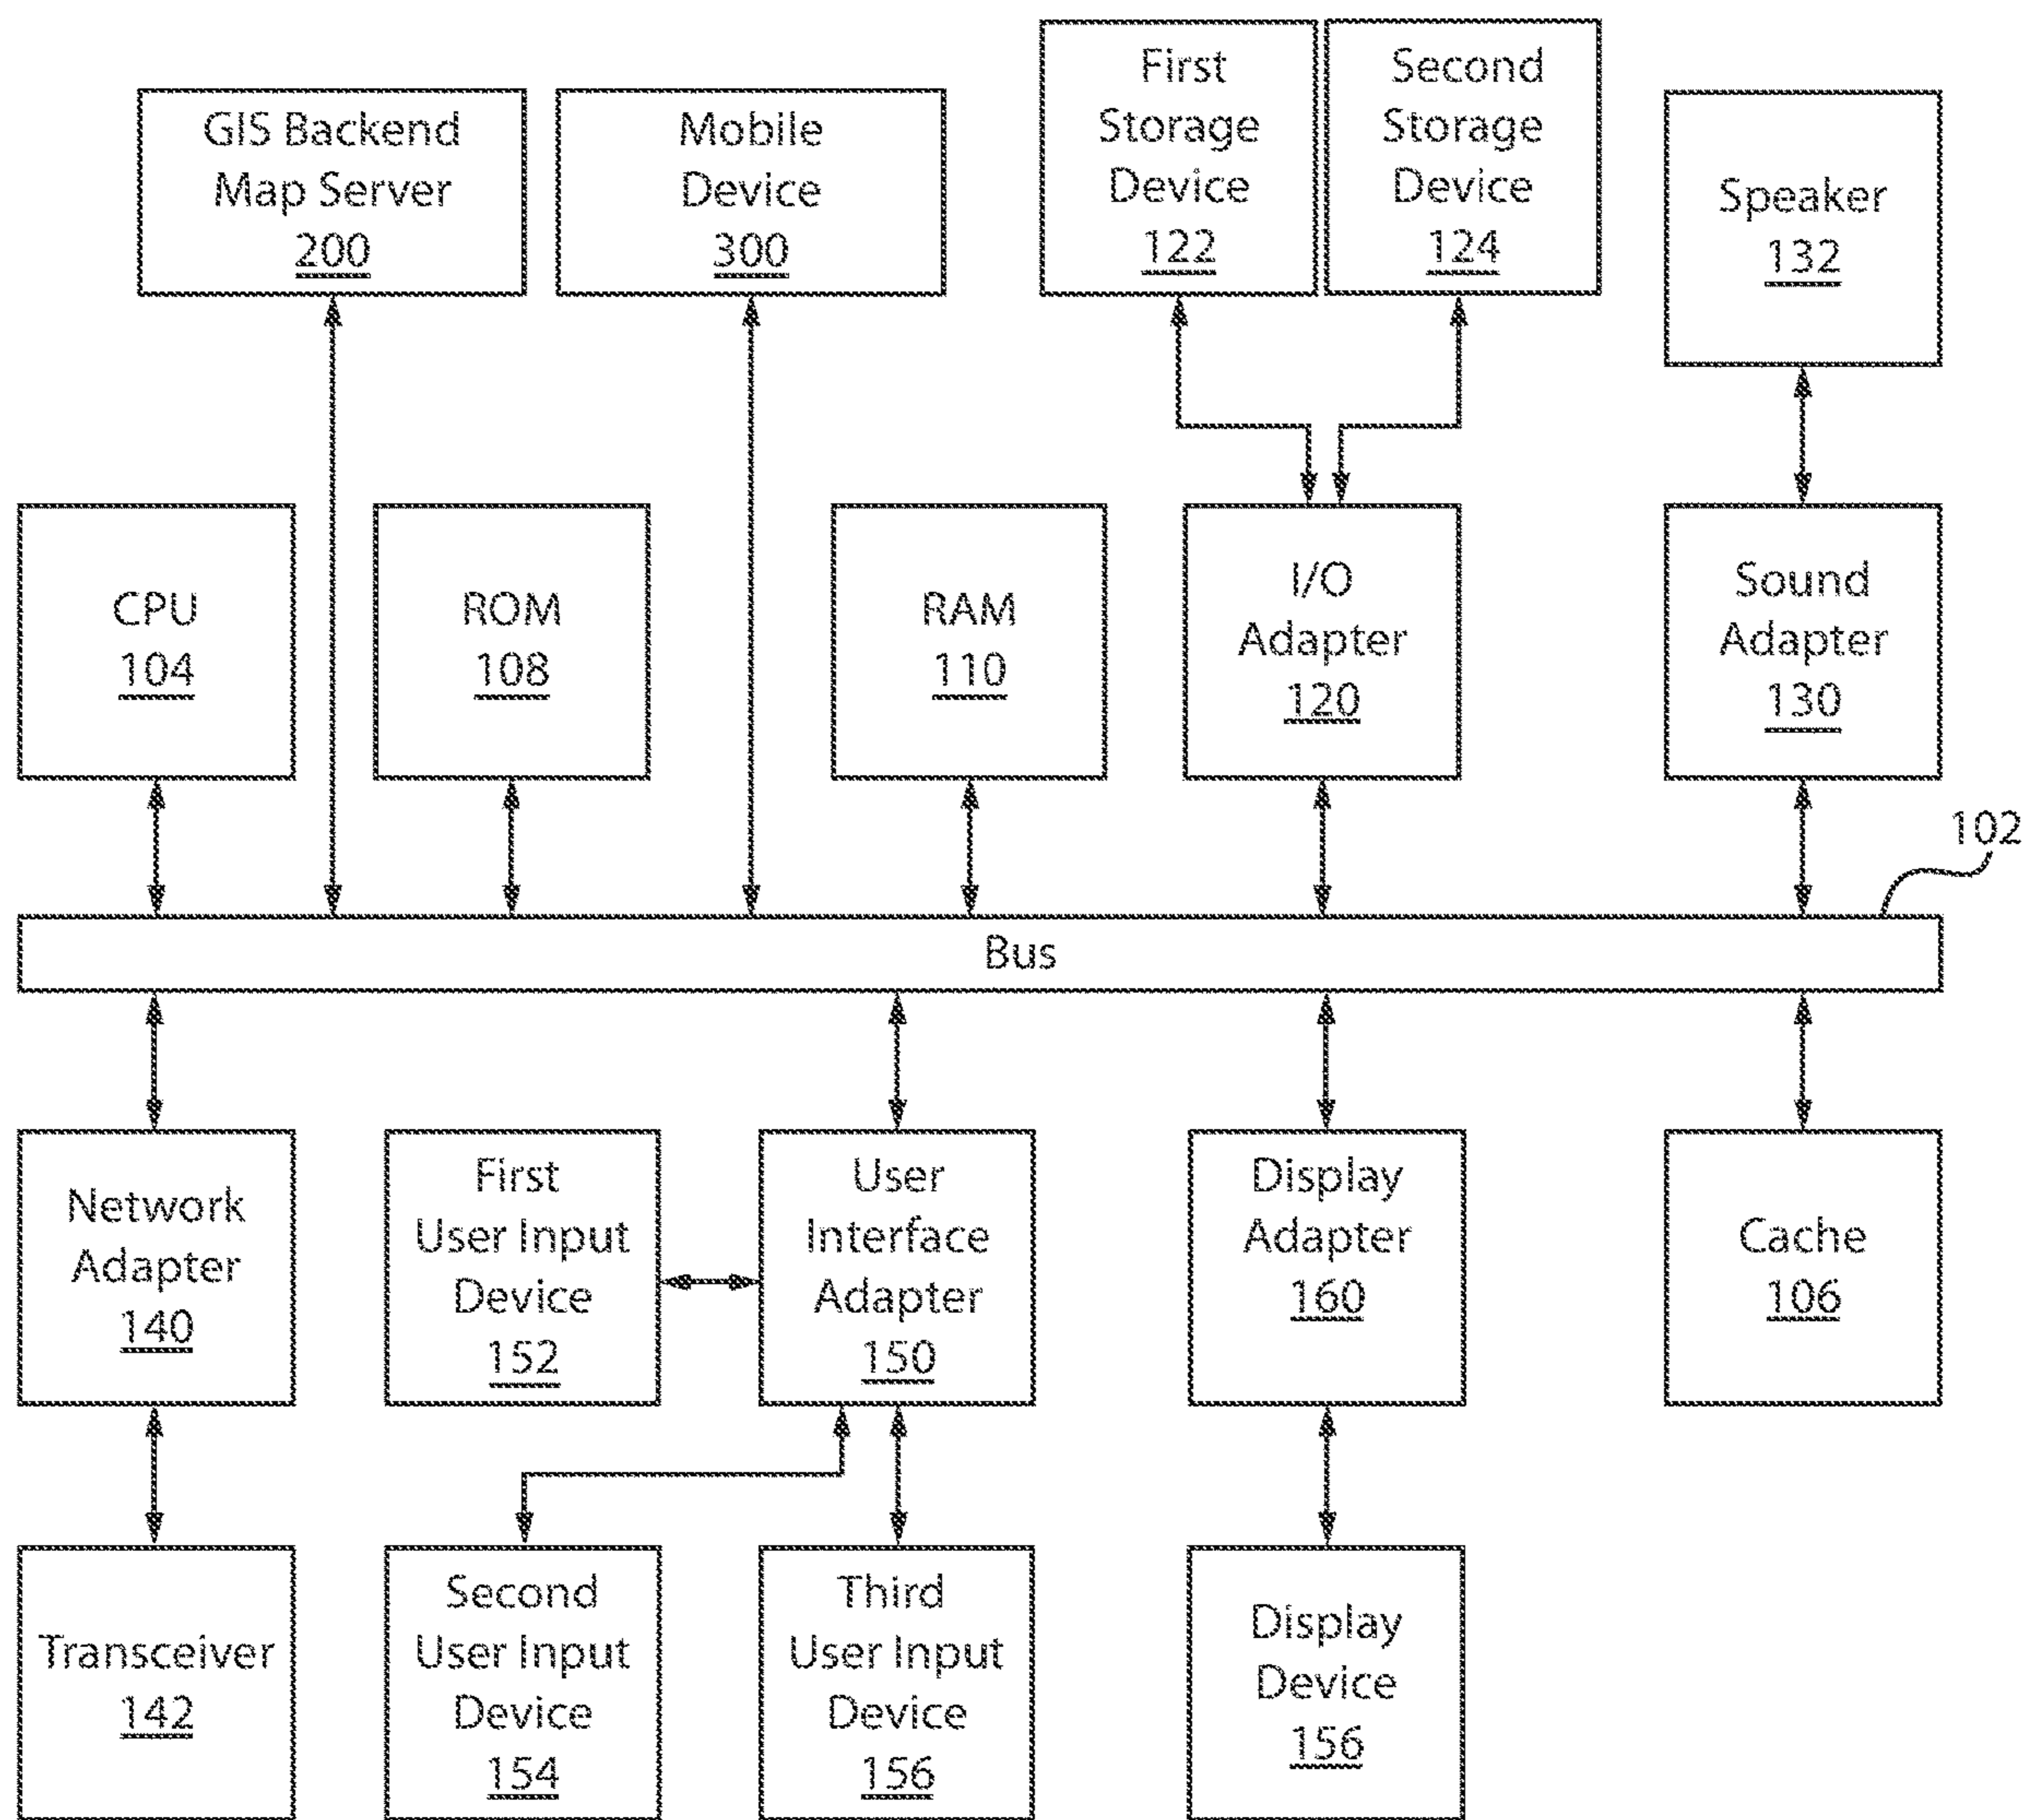 GIS Backend
Map Server
200
Mobile
Device
300
First
Storage
Device
122
Second
Storage
Device
124
Speaker
132
CPU
104
ROM
108
RAM
110
I/O
Adapter
120
Sound
Adapter
130
102
Bus
Network
Adapter
140
First
User Input
Device
152
User
Interface
Adapter
150
Display
Adapter
160
Cache
106
Transceiver
142
Second
User Input
Device
154
Third
User Input
Device
156
Display
Device
156